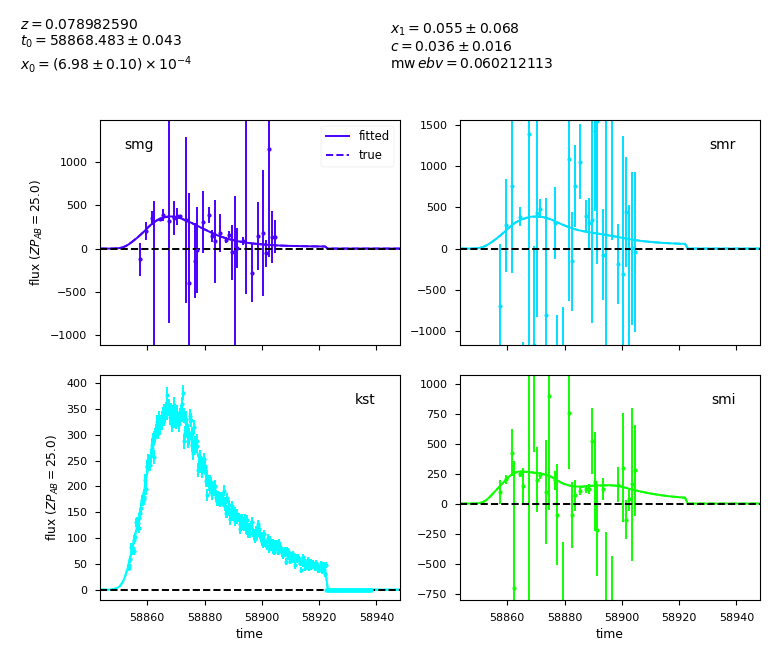 z = 0.078982590
t₀ = 58868.483 ± 0.043
x₀ = (6.98 ± 0.10) × 10⁻⁴
x₁ = 0.055 ± 0.068
c = 0.036 ± 0.016
mwebv = 0.060212113
smg
fitted
true
1000
500
0
−500
−1000
flux (ZP_AB = 25.0)
smr
1500
1000
500
0
−500
−1000
kst
400
350
300
250
200
150
100
50
0
flux (ZP_AB = 25.0)
58860 58880 58900 58920 58940
time
smi
1000
750
500
250
0
−250
−500
−750
58860 58880 58900 58920 58940
time